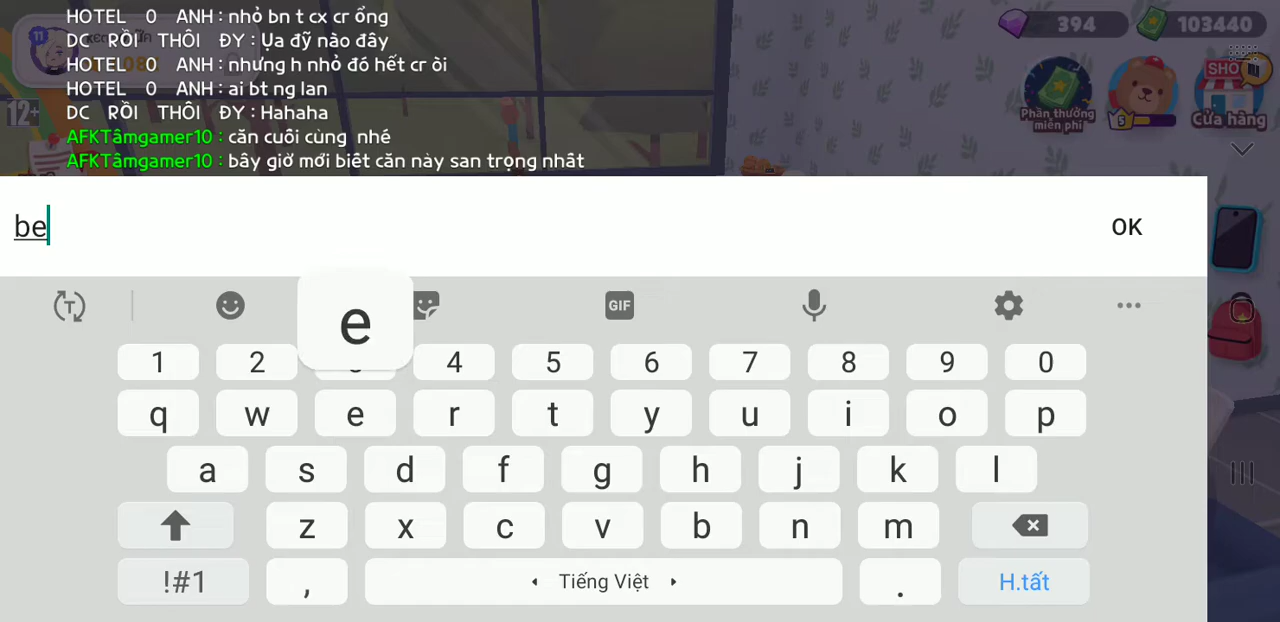 HOTEL 0 ANH : nhỏ bn t cx cr ổng
DC RỒI THÔI ĐY : Ụa đỹ nào đây
HOTEL 0 ANH : nhưng h nhỏ đó hết cr òi
HOTEL 0 ANH : ai bt ng lan
DC RỒI THÔI ĐY : Hahaha
AFKTâmgamer10 : căn cuối cùng nhé
AFKTâmgamer10 : bây giờ mới biết căn này san trọng nhất
11
12+
394
103440
5
SHO
Phần thưởng
miễn phí
Cửa hàng
be
OK
e
GIF
1 2 4 5 6 7 8 9 0
q w e r t y u i o p
a s d f g h j k l
z x c v b n m
!#1 , Tiếng Việt . H.tất